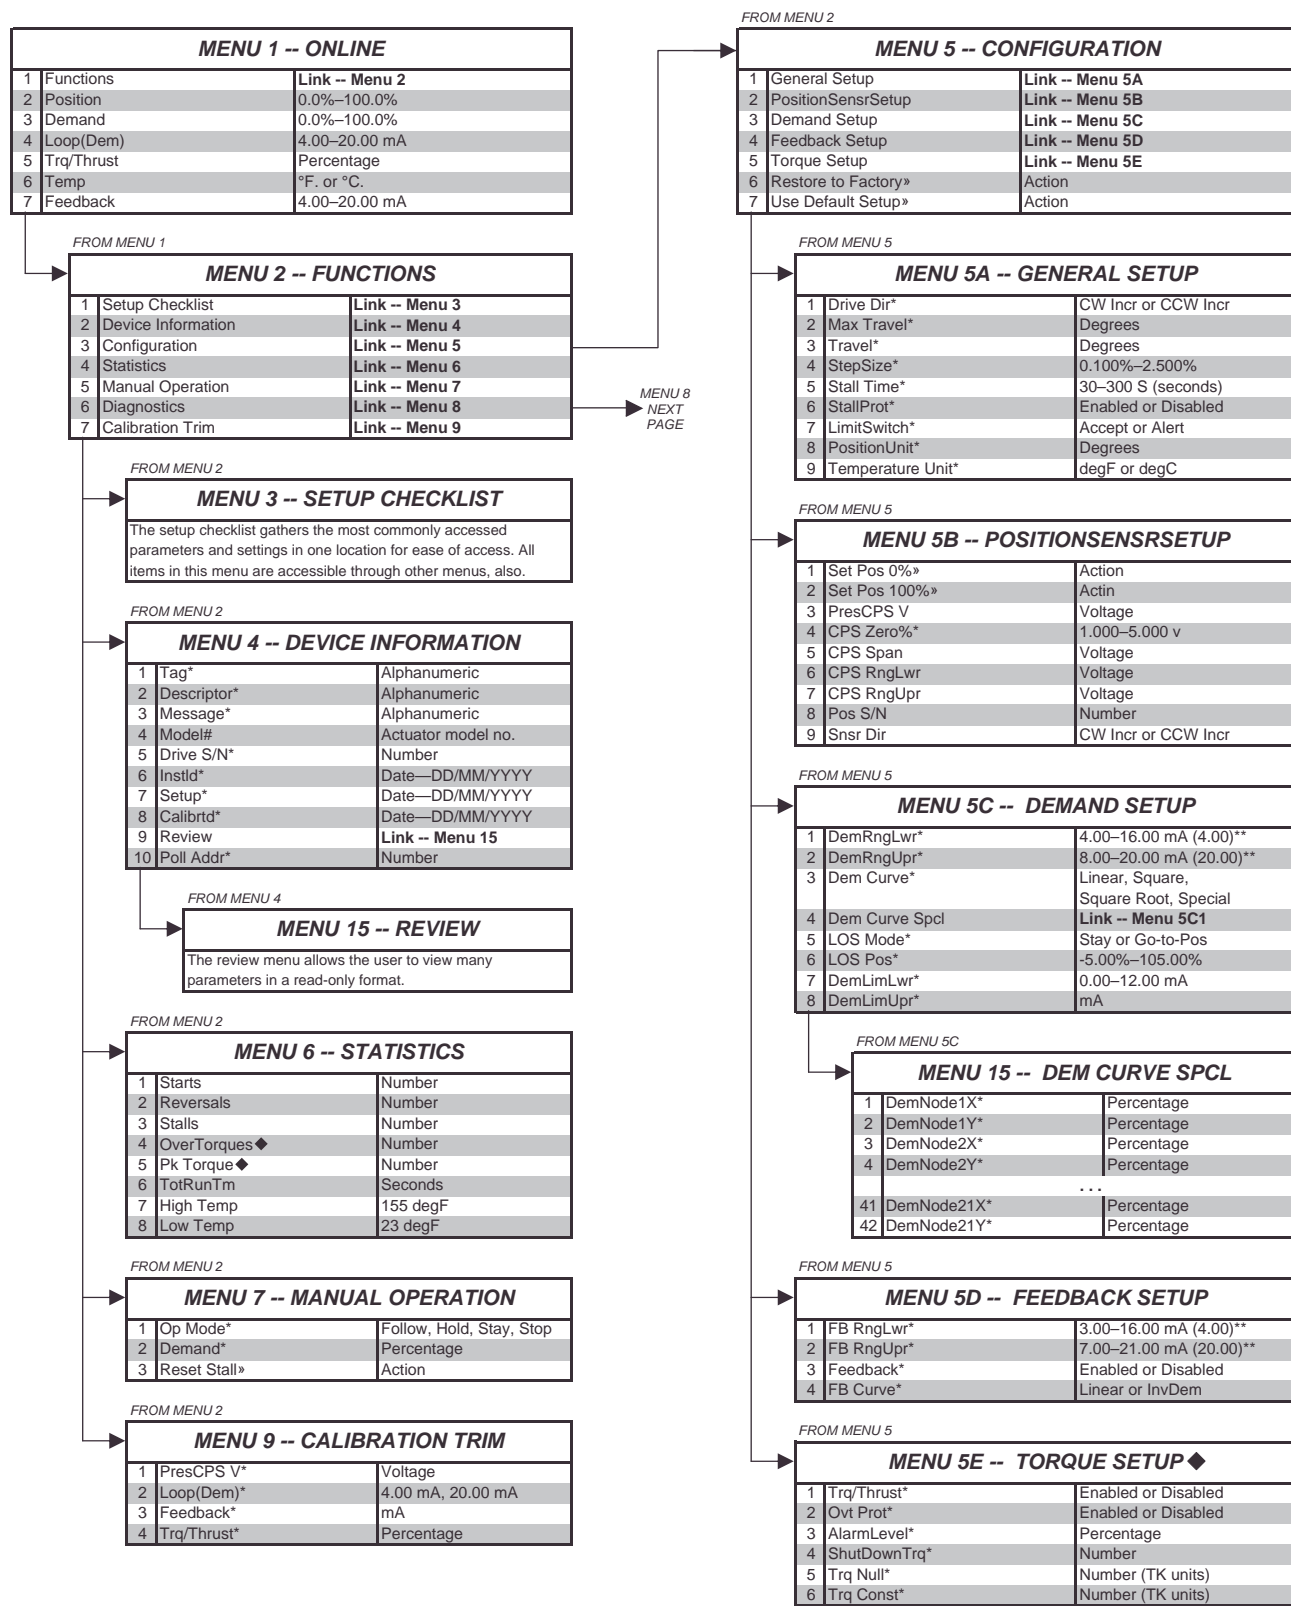 MENU 1 -- ONLINE
1 Functions Link -- Menu 2
2 Position 0.0%–100.0%
3 Demand 0.0%–100.0%
4 Loop(Dem) 4.00–20.00 mA
5 Trq/Thrust Percentage
6 Temp °F. or °C.
7 Feedback 4.00–20.00 mA
FROM MENU 1
MENU 2 -- FUNCTIONS
1 Setup Checklist Link -- Menu 3
2 Device Information Link -- Menu 4
3 Configuration Link -- Menu 5
4 Statistics Link -- Menu 6
5 Manual Operation Link -- Menu 7
6 Diagnostics Link -- Menu 8
7 Calibration Trim Link -- Menu 9
MENU 8
NEXT
PAGE
FROM MENU 2
MENU 3 -- SETUP CHECKLIST
The setup checklist gathers the most commonly accessed
parameters and settings in one location for ease of access. All
items in this menu are accessible through other menus, also.
FROM MENU 2
MENU 4 -- DEVICE INFORMATION
1 Tag* Alphanumeric
2 Descriptor* Alphanumeric
3 Message* Alphanumeric
4 Model# Actuator model no.
5 Drive S/N* Number
6 Instld* Date—DD/MM/YYYY
7 Setup* Date—DD/MM/YYYY
8 Calibrtd* Date—DD/MM/YYYY
9 Review Link -- Menu 15
10 Poll Addr* Number
FROM MENU 4
MENU 15 -- REVIEW
The review menu allows the user to view many
parameters in a read-only format.
FROM MENU 2
MENU 6 -- STATISTICS
1 Starts Number
2 Reversals Number
3 Stalls Number
4 OverTorques◆ Number
5 Pk Torque◆ Number
6 TotRunTm Seconds
7 High Temp 155 degF
8 Low Temp 23 degF
FROM MENU 2
MENU 7 -- MANUAL OPERATION
1 Op Mode* Follow, Hold, Stay, Stop
2 Demand* Percentage
3 Reset Stall» Action
FROM MENU 2
MENU 9 -- CALIBRATION TRIM
1 PresCPS V* Voltage
2 Loop(Dem)* 4.00 mA, 20.00 mA
3 Feedback* mA
4 Trq/Thrust* Percentage
FROM MENU 2
MENU 5 -- CONFIGURATION
1 General Setup Link -- Menu 5A
2 PositionSensrSetup Link -- Menu 5B
3 Demand Setup Link -- Menu 5C
4 Feedback Setup Link -- Menu 5D
5 Torque Setup Link -- Menu 5E
6 Restore to Factory» Action
7 Use Default Setup» Action
FROM MENU 5
MENU 5A -- GENERAL SETUP
1 Drive Dir* CW Incr or CCW Incr
2 Max Travel* Degrees
3 Travel* Degrees
4 StepSize* 0.100%–2.500%
5 Stall Time* 30–300 S (seconds)
6 StallProt* Enabled or Disabled
7 LimitSwitch* Accept or Alert
8 PositionUnit* Degrees
9 Temperature Unit* degF or degC
FROM MENU 5
MENU 5B -- POSITIONSENSRSETUP
1 Set Pos 0%» Action
2 Set Pos 100%» Actin
3 PresCPS V Voltage
4 CPS Zero%* 1.000–5.000 v
5 CPS Span Voltage
6 CPS RngLwr Voltage
7 CPS RngUpr Voltage
8 Pos S/N Number
9 Snsr Dir CW Incr or CCW Incr
FROM MENU 5
MENU 5C -- DEMAND SETUP
1 DemRngLwr* 4.00–16.00 mA (4.00)**
2 DemRngUpr* 8.00–20.00 mA (20.00)**
3 Dem Curve* Linear, Square,
Square Root, Special
4 Dem Curve Spcl Link -- Menu 5C1
5 LOS Mode* Stay or Go-to-Pos
6 LOS Pos* -5.00%–105.00%
7 DemLimLwr* 0.00–12.00 mA
8 DemLimUpr* mA
FROM MENU 5C
MENU 15 -- DEM CURVE SPCL
1 DemNode1X* Percentage
2 DemNode1Y* Percentage
3 DemNode2X* Percentage
4 DemNode2Y* Percentage
. . .
41 DemNode21X* Percentage
42 DemNode21Y* Percentage
FROM MENU 5
MENU 5D -- FEEDBACK SETUP
1 FB RngLwr* 3.00–16.00 mA (4.00)**
2 FB RngUpr* 7.00–21.00 mA (20.00)**
3 Feedback* Enabled or Disabled
4 FB Curve* Linear or InvDem
FROM MENU 5
MENU 5E -- TORQUE SETUP◆
1 Trq/Thrust* Enabled or Disabled
2 Ovt Prot* Enabled or Disabled
3 AlarmLevel* Percentage
4 ShutDownTrq* Number
5 Trq Null* Number (TK units)
6 Trq Const* Number (TK units)